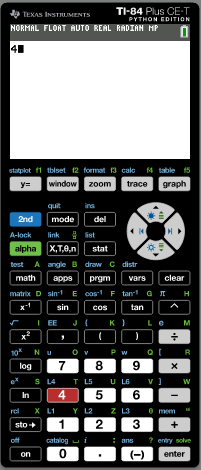 TEXAS INSTRUMENTS TI-84 Plus CE-T
PYTHON EDITION
NORMAL FLOAT AUTO REAL RADIAN MP
4
statplot f1 tblset f2 format f3 calc f4 table f5
y= window zoom trace graph
quit ins
2nd mode del
A-lock link list
alpha X,T,θ,n stat
test A angle B draw C distr
math apps prgm vars clear
matrix D sin⁻¹ E cos⁻¹ F tan⁻¹ G π H
x⁻¹ sin cos tan ^
√ I EE J { K } L e M
x² , ( ) ÷
10ˣ N u O v P w Q [ R
log 7 8 9 ×
eˣ S L4 T L5 U L6 V ] W
ln 4 5 6 −
rcl X L1 Y L2 Z L3 θ mem "
sto→ 1 2 3 +
off catalog i : ans ? entry solve
on 0 . (−) enter